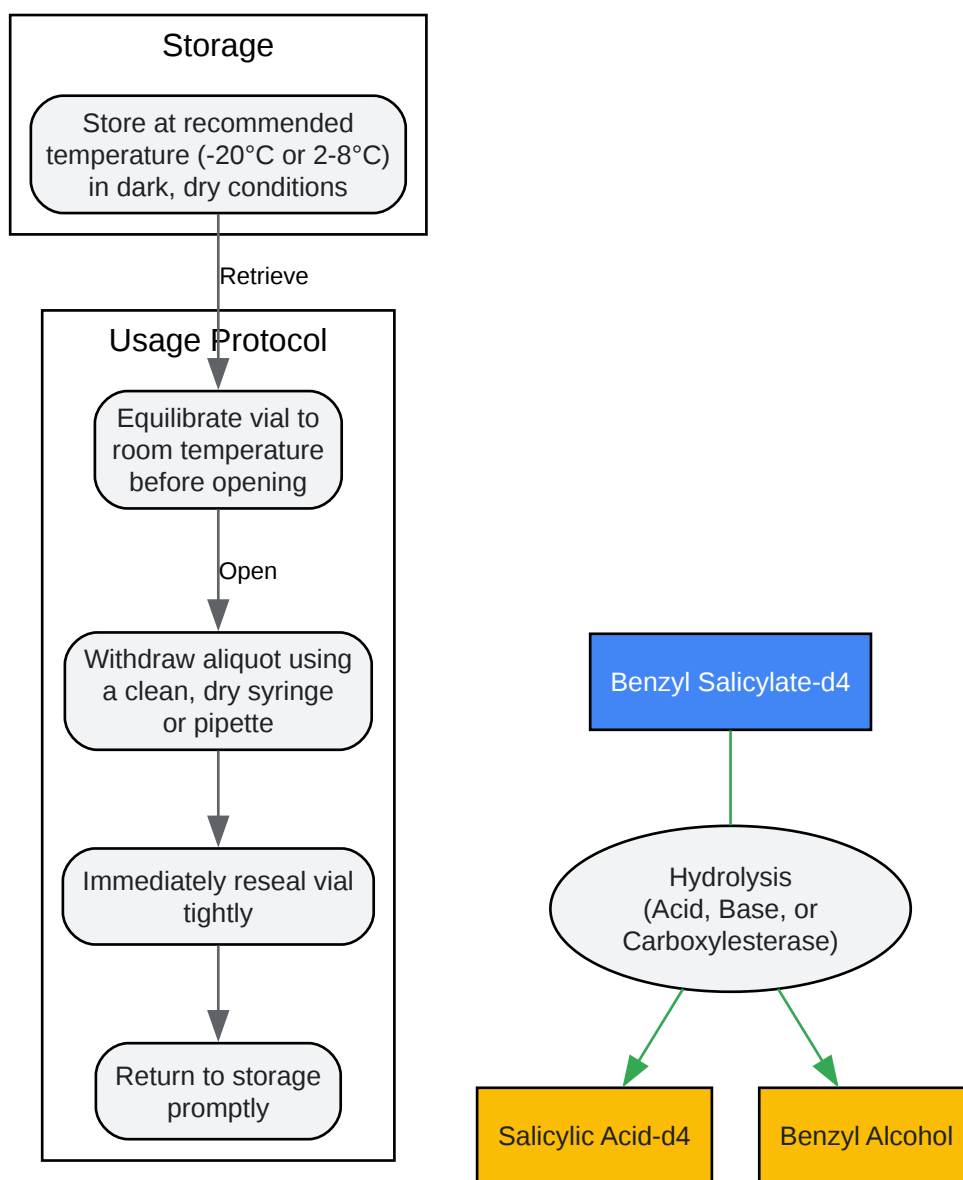 Storage
Store at recommended
temperature (-20°C or 2-8°C)
in dark, dry conditions
Retrieve
Usage Protocol
Equilibrate vial to
room temperature
before opening
Open
Withdraw aliquot using
a clean, dry syringe
or pipette
Immediately reseal vial
tightly
Return to storage
promptly
Benzyl Salicylate-d4
Hydrolysis
(Acid, Base, or
Carboxylesterase)
Salicylic Acid-d4
Benzyl Alcohol